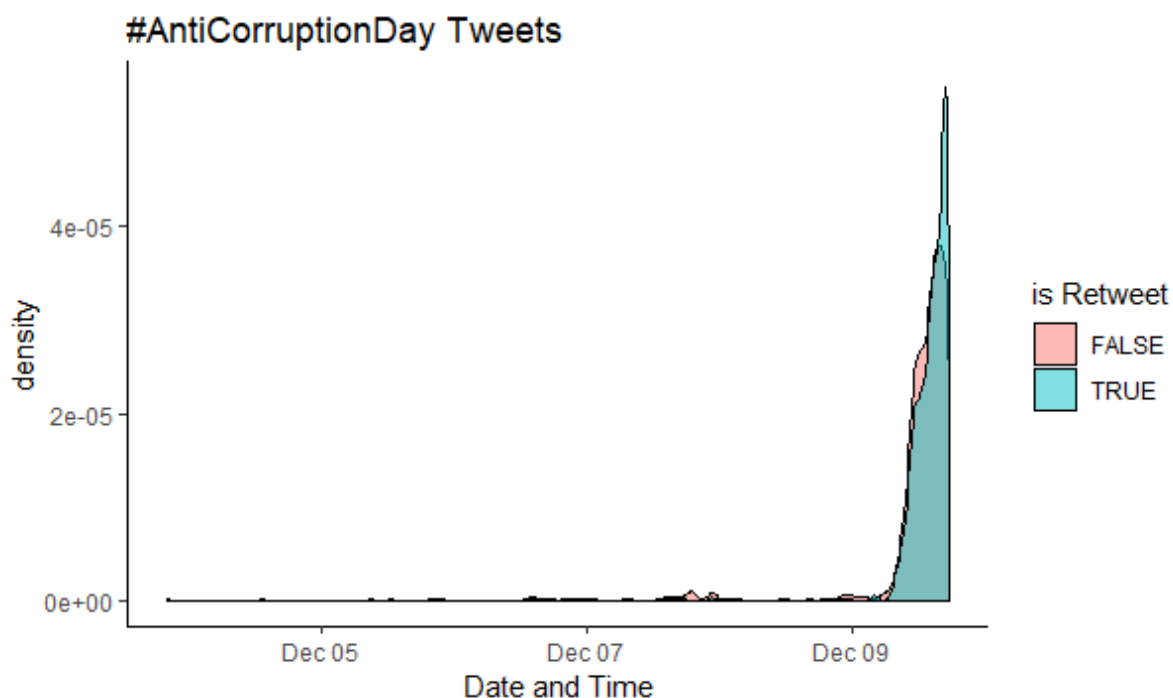 #AntiCorruptionDay Tweets
density
4e-05
2e-05
0e+00
Dec 05
Dec 07
Dec 09
Date and Time
is Retweet
FALSE
TRUE